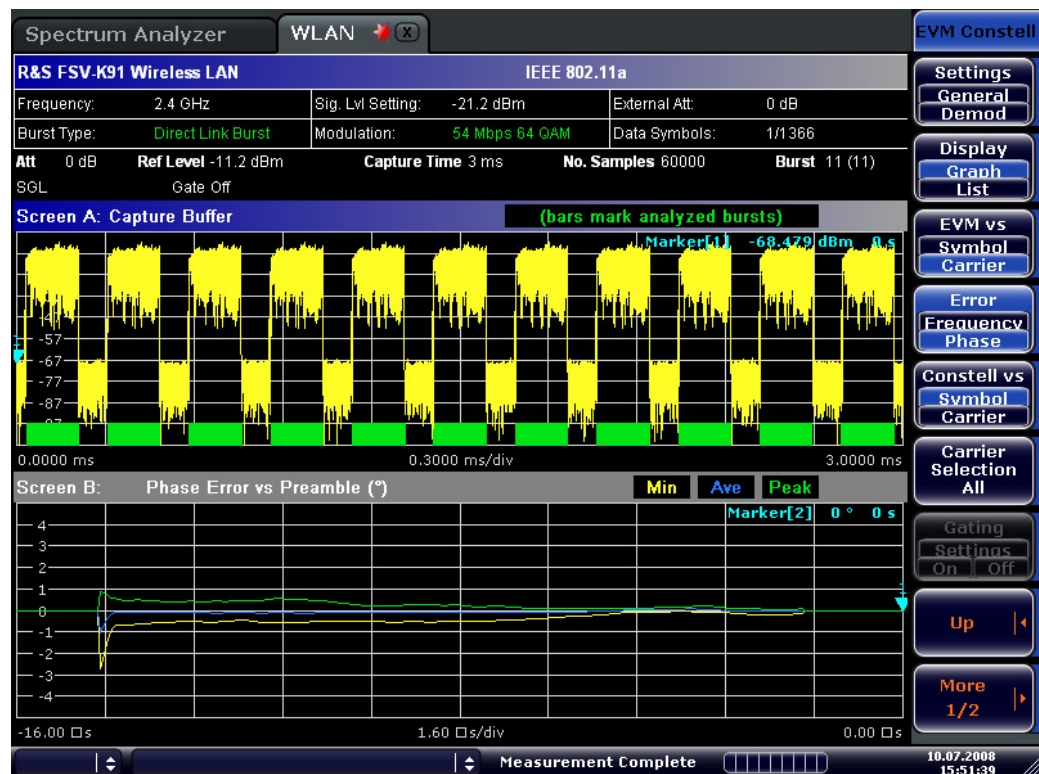 Spectrum Analyzer
WLAN X
EVM Constell
R&S FSV-K91 Wireless LAN IEEE 802.11a
Frequency: 2.4 GHz Sig. Lvl Setting: -21.2 dBm External Att: 0 dB
Burst Type: Direct Link Burst Modulation: 54 Mbps 64 QAM Data Symbols: 1/1366
Att 0 dB Ref Level -11.2 dBm Capture Time 3 ms No. Samples 60000 Burst 11 (11)
SGL Gate Off
Screen A: Capture Buffer (bars mark analyzed bursts)
Marker[1] -68.479 dBm 0 s
-47
-57
1
-67
-77
-87
-97
0.0000 ms 0.3000 ms/div 3.0000 ms
Screen B: Phase Error vs Preamble (°) Min Ave Peak
Marker[2] 0 ° 0 s
4
3
2
1
0
-1
-2
-3
-4
1
-16.00 □s 1.60 □s/div 0.00 □s
Settings
General
Demod
Display
Graph
List
EVM vs
Symbol
Carrier
Error
Frequency
Phase
Constell vs
Symbol
Carrier
Carrier
Selection
All
Gating
Settings
On Off
Up
More
1/2
Measurement Complete
10.07.2008
15:51:39